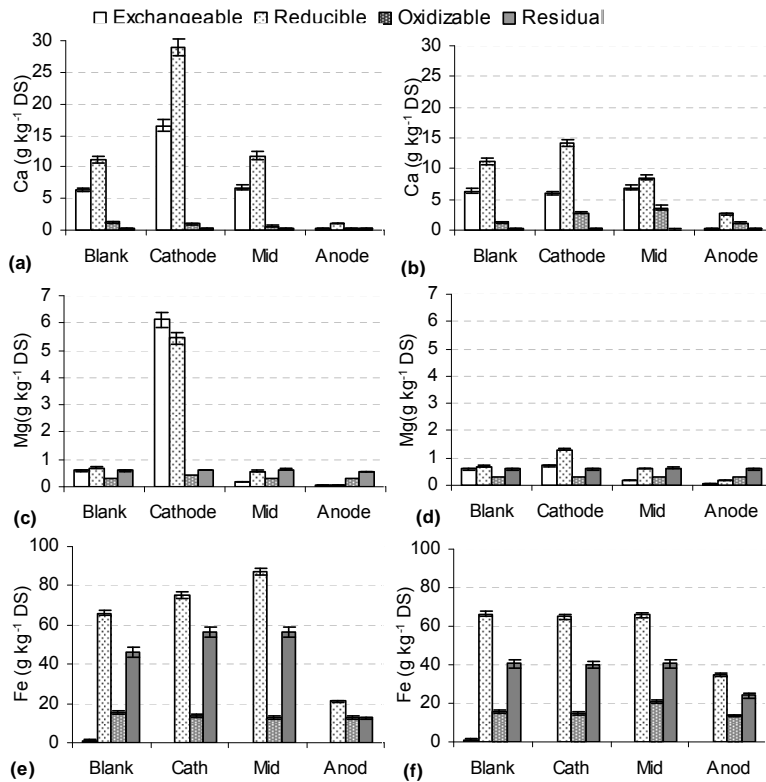 Exchangeable Reducible Oxidizable Residual
30
25
20
15
10
5
0
Ca (g kg-1 DS)
(a)
Blank Cathode Mid Anode
30
25
20
15
10
5
0
Ca (g kg-1 DS)
(b)
Blank Cathode Mid Anode
7
6
5
4
3
2
1
0
Mg(g kg-1 DS)
(c)
Blank Cathode Mid Anode
7
6
5
4
3
2
1
0
Mg(g kg-1 DS)
(d)
Blank Cathode Mid Anode
100
80
60
40
20
0
Fe (g kg-1 DS)
(e)
Blank Cath Mid Anod
100
80
60
40
20
0
Fe (g kg-1 DS)
(f)
Blank Cath Mid Anod